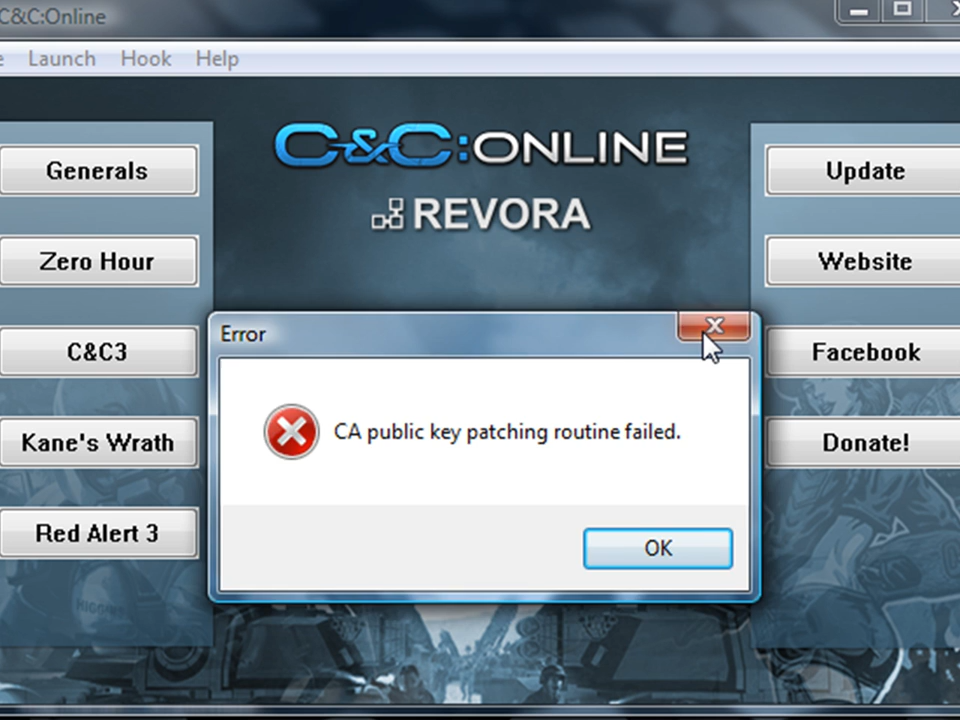 C&C:Online
Launch Hook Help
C&C:ONLINE
REVORA
Generals
Zero Hour
C&C3
Kane's Wrath
Red Alert 3
Update
Website
Facebook
Donate!
Error
CA public key patching routine failed.
OK